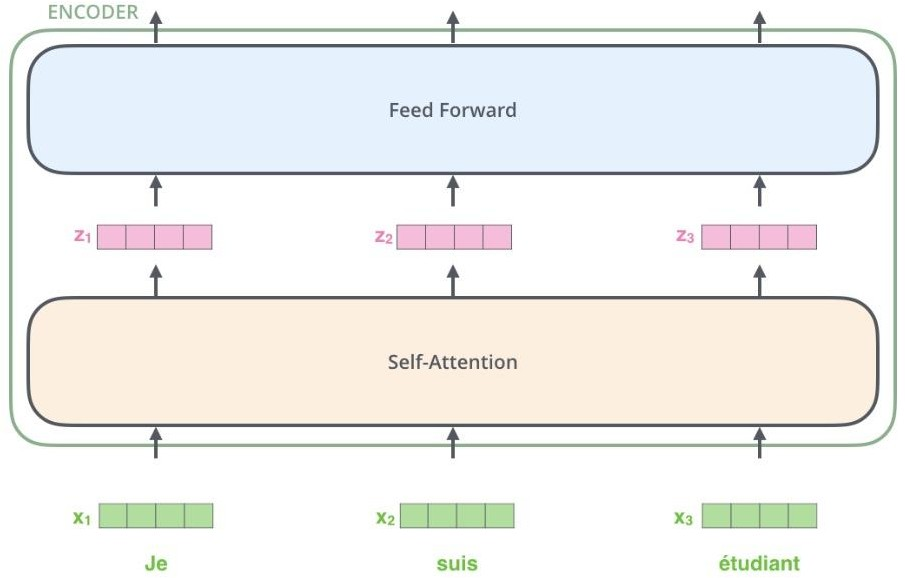 ENCODER
Feed Forward
z₁ z₂ z₃
Self-Attention
x₁ x₂ x₃
Je suis étudiant